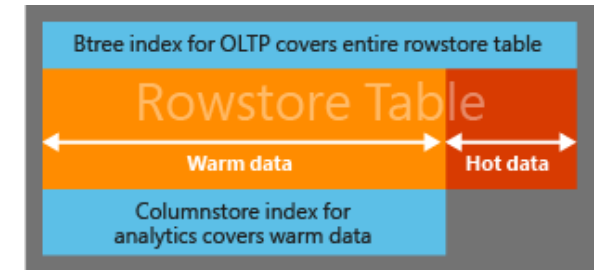 Btree index for OLTP covers entire rowstore table
Rowstore Table
Warm data
Hot data
Columnstore index for
analytics covers warm data